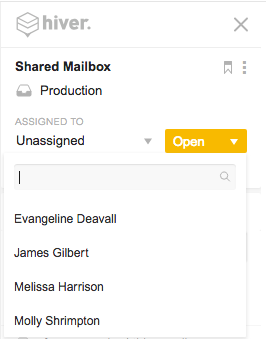 hiver.
Shared Mailbox
Production
ASSIGNED TO
Unassigned
Open
Evangeline Deavall
James Gilbert
Melissa Harrison
Molly Shrimpton